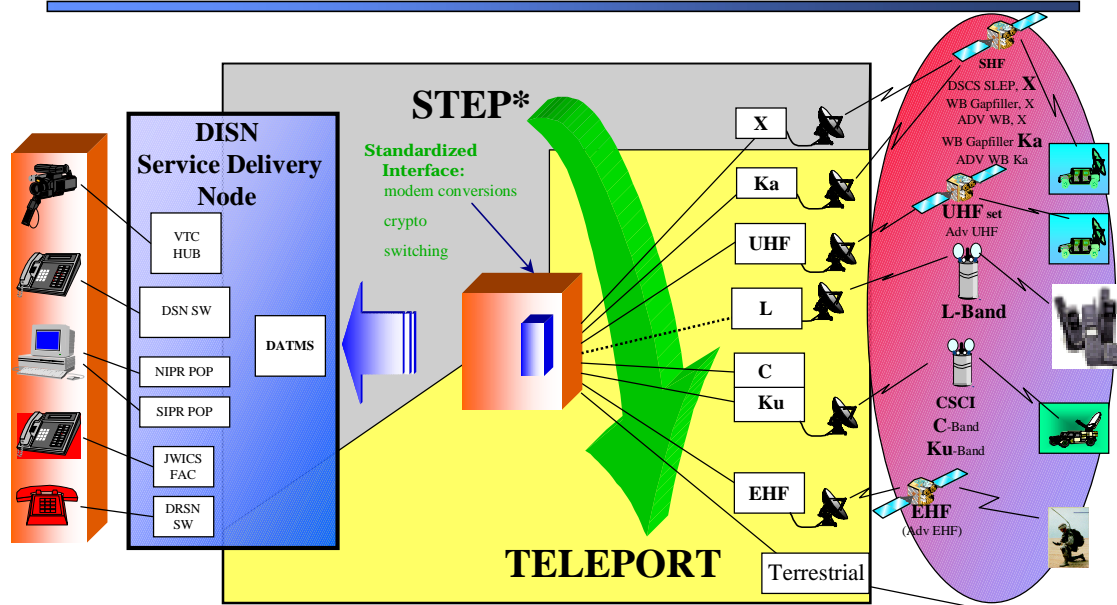 STEP*
DISN
Service Delivery
Node
VTC
HUB
DSN SW
NIPR POP
SIPR POP
JWICS
FAC
DRSN
SW
DATMS
Standardized
Interface:
modem conversions
crypto
switching
X
Ka
UHF
L
C
Ku
EHF
Terrestrial
TELEPORT
SHF
DSCS SLEP, X
WB Gapfiller, X
ADV WB, X
WB Gapfiller Ka
ADV WB Ka
UHF set
Adv UHF
L-Band
CSCI
C-Band
Ku-Band
EHF
(Adv EHF)